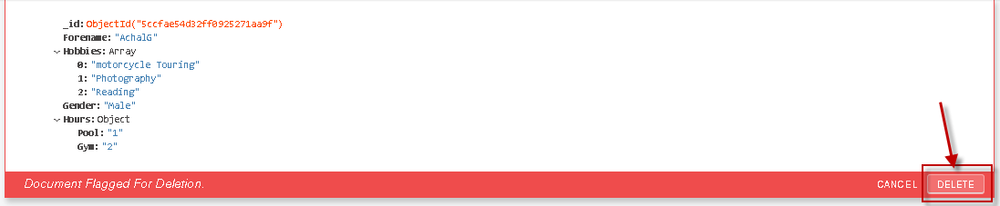 _id: ObjectId("5ccfae54d32ff0925271aa9f")
Forename: "AchalG"
Hobbies: Array
0: "motorcycle Touring"
1: "Photography"
2: "Reading"
Gender: "Male"
Hours: Object
Pool: "1"
Gym: "2"
Document Flagged For Deletion. CANCEL DELETE